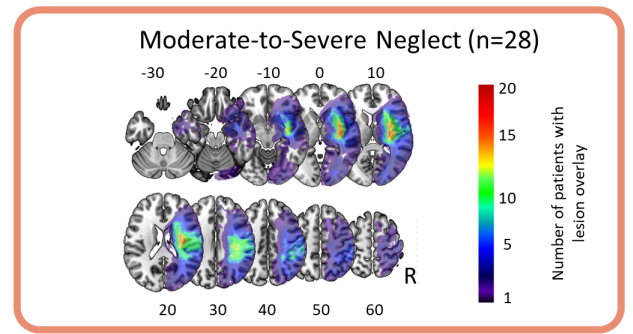 Moderate-to-Severe Neglect (n=28)
-30 -20 -10 0 10
20
15
10
5
1
Number of patients with
lesion overlay
R
20 30 40 50 60